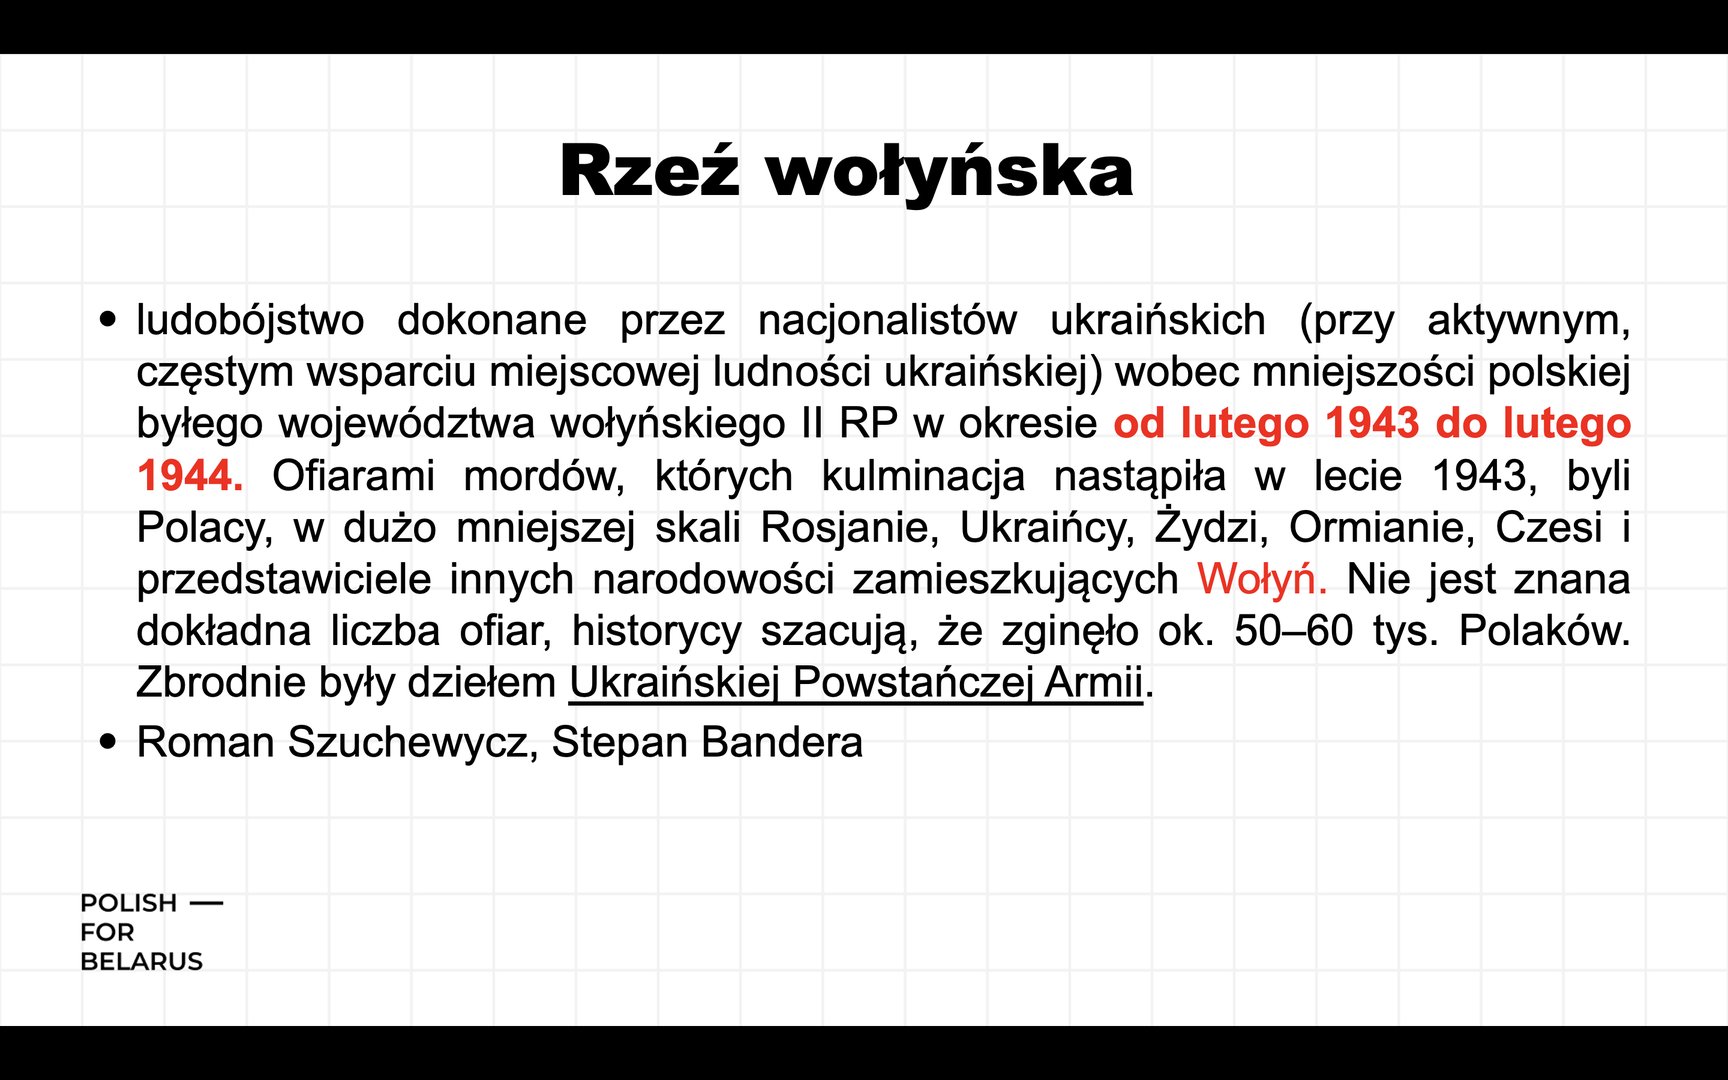 Rzeź wołyńska
• ludobójstwo dokonane przez nacjonalistów ukraińskich (przy aktywnym,
częstym wsparciu miejscowej ludności ukraińskiej) wobec mniejszości polskiej
byłego województwa wołyńskiego II RP w okresie od lutego 1943 do lutego
1944. Ofiarami mordów, których kulminacja nastąpiła w lecie 1943, byli
Polacy, w dużo mniejszej skali Rosjanie, Ukraińcy, Żydzi, Ormianie, Czesi i
przedstawiciele innych narodowości zamieszkujących Wołyń. Nie jest znana
dokładna liczba ofiar, historycy szacują, że zginęło ok. 50–60 tys. Polaków.
Zbrodnie były dziełem Ukraińskiej Powstańczej Armii.
• Roman Szuchewycz, Stepan Bandera
POLISH —
FOR
BELARUS